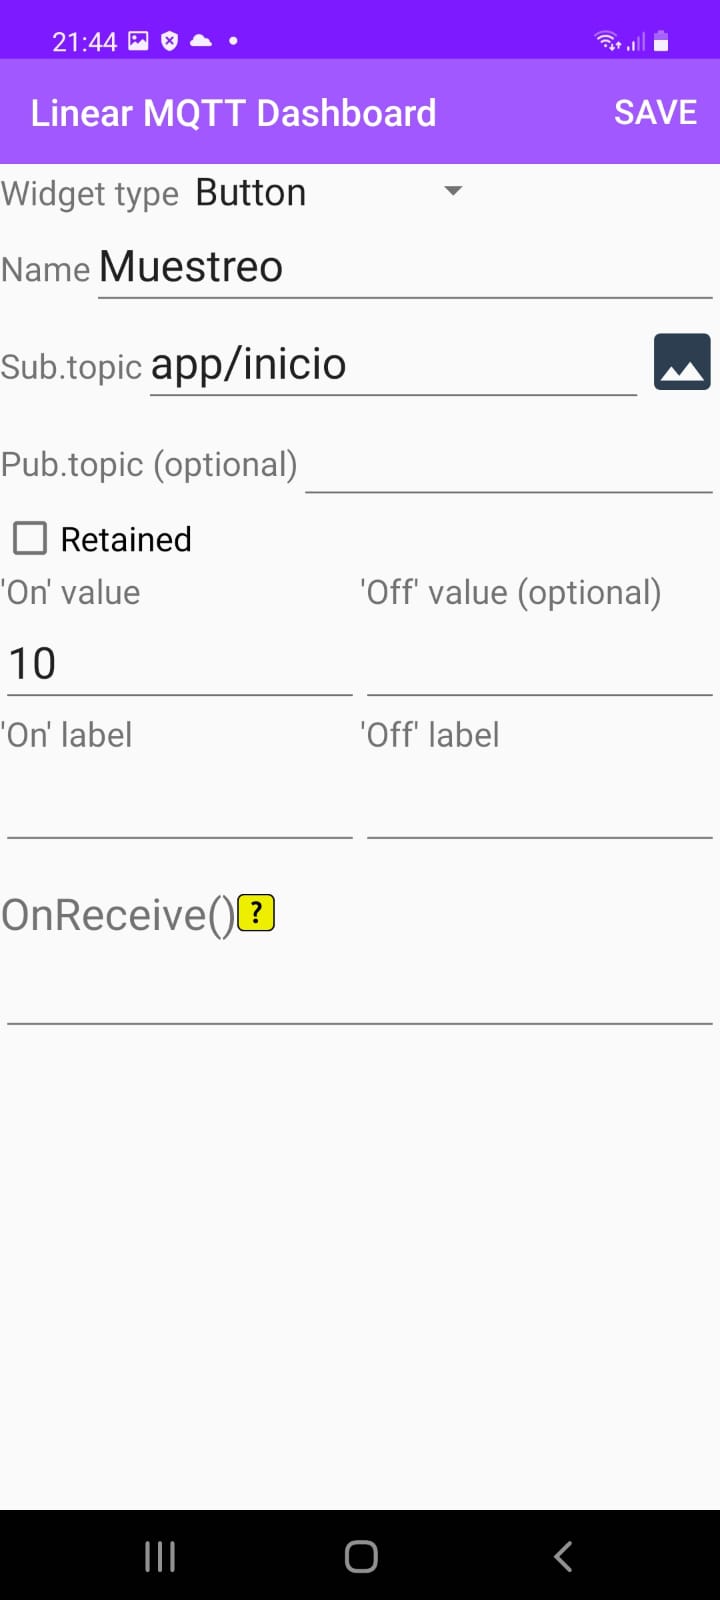 21:44
Linear MQTT Dashboard SAVE
Widget type Button
Name Muestreo
Sub.topic app/inicio
Pub.topic (optional)
Retained
'On' value 'Off' value (optional)
10
'On' label 'Off' label
OnReceive() ?